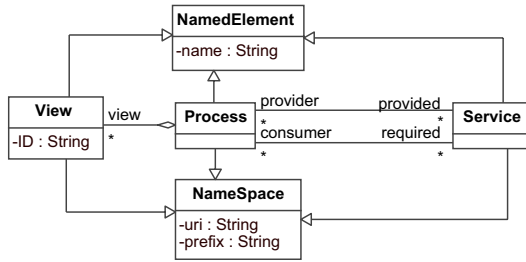 NamedElement
-name : String
View
-ID : String
view
*
Process
provider
*
provided
*
consumer
*
required
*
Service
NameSpace
-uri : String
-prefix : String